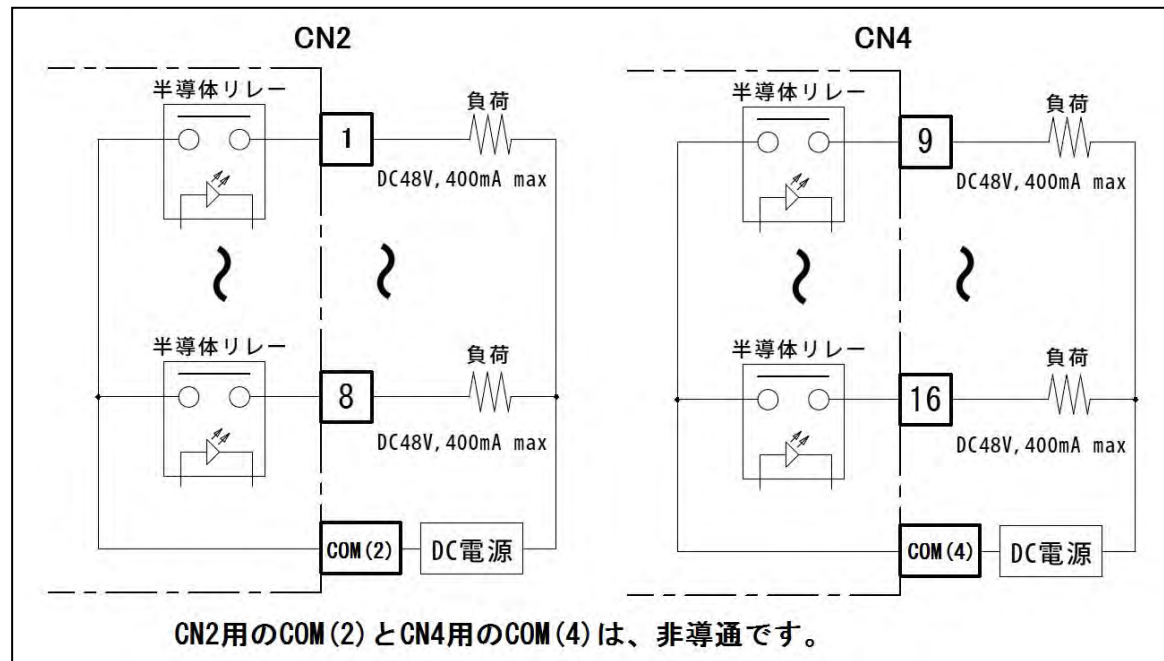 CN2
半導体リレー
負荷
1
DC48V,400mA max
半導体リレー
負荷
8
DC48V,400mA max
COM(2)
DC電源
CN4
半導体リレー
負荷
9
DC48V,400mA max
半導体リレー
負荷
16
DC48V,400mA max
COM(4)
DC電源
CN2用のCOM(2)とCN4用のCOM(4)は、非導通です。